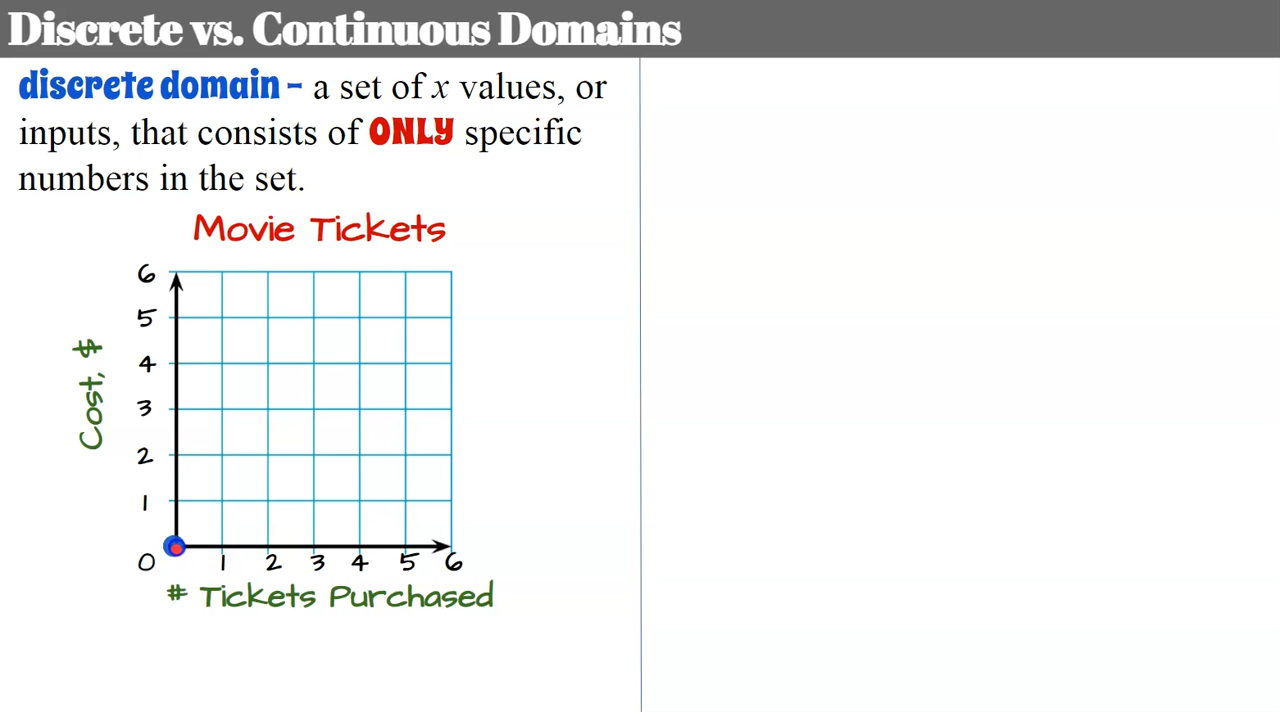 Discrete vs. Continuous Domains
discrete domain - a set of x values, or
inputs, that consists of ONLY specific
numbers in the set.
Movie Tickets
6
5
4
3
2
1
Cost, $
0 1 2 3 4 5 6
# Tickets Purchased